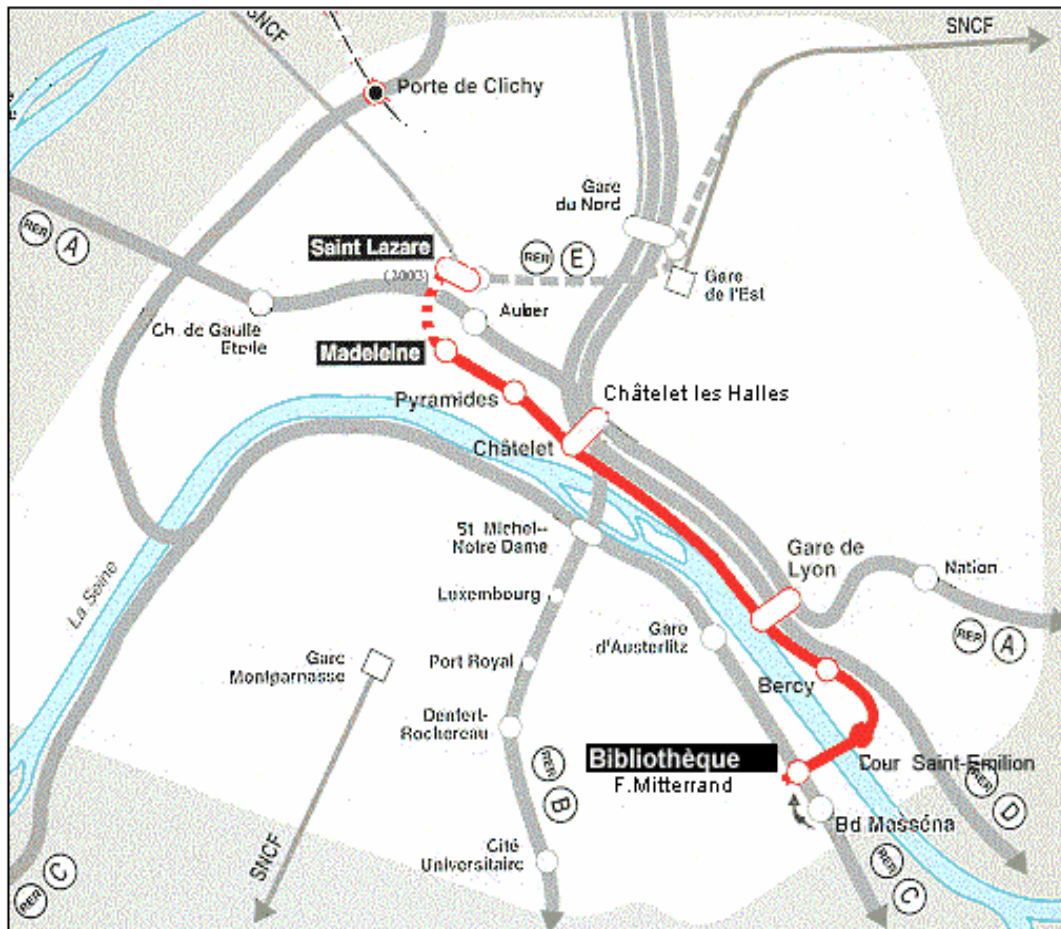 SNCF
SNCF
Porte de Clichy
Gare
du Nord
RER A
Saint Lazare
(2003)
RER E
Gare
de l'Est
Ch. de Gaulle
Etoile
Auber
Madeleine
Pyramides
Châtelet les Halles
Châtelet
St Michel--
Notre Dame
Gare de
Lyon
Nation
La Seine
Luxembourg
Gare
d'Austerlitz
RER A
Gare
Montparnasse
Port Royal
Bercy
Denfert-
Rochereau
Bibliothèque
F.Mitterrand
Cour Saint-Emilion
RER B
RER D
Bd Masséna
SNCF
Cité
Universitaire
RER C
RER C